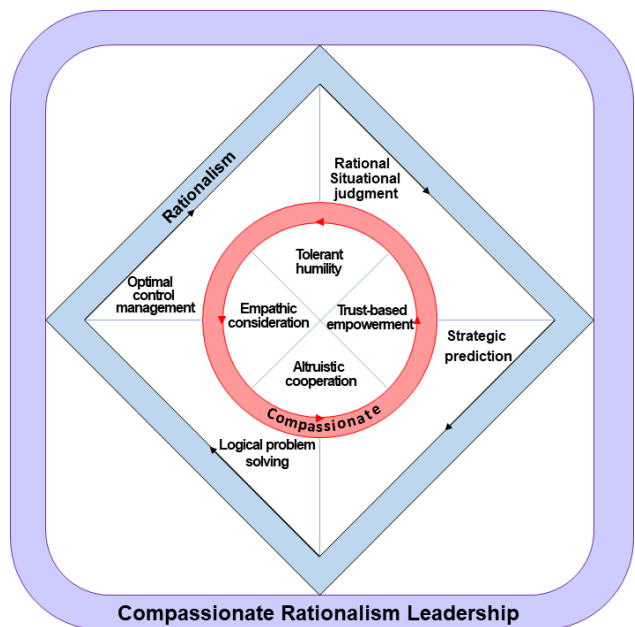 Rationalism
Rational
Situational
judgment
Tolerant
humility
Optimal
control
management
Empathic
consideration
Trust-based
empowerment
Strategic
prediction
Altruistic
cooperation
Compassionate
Logical problem
solving
Compassionate Rationalism Leadership